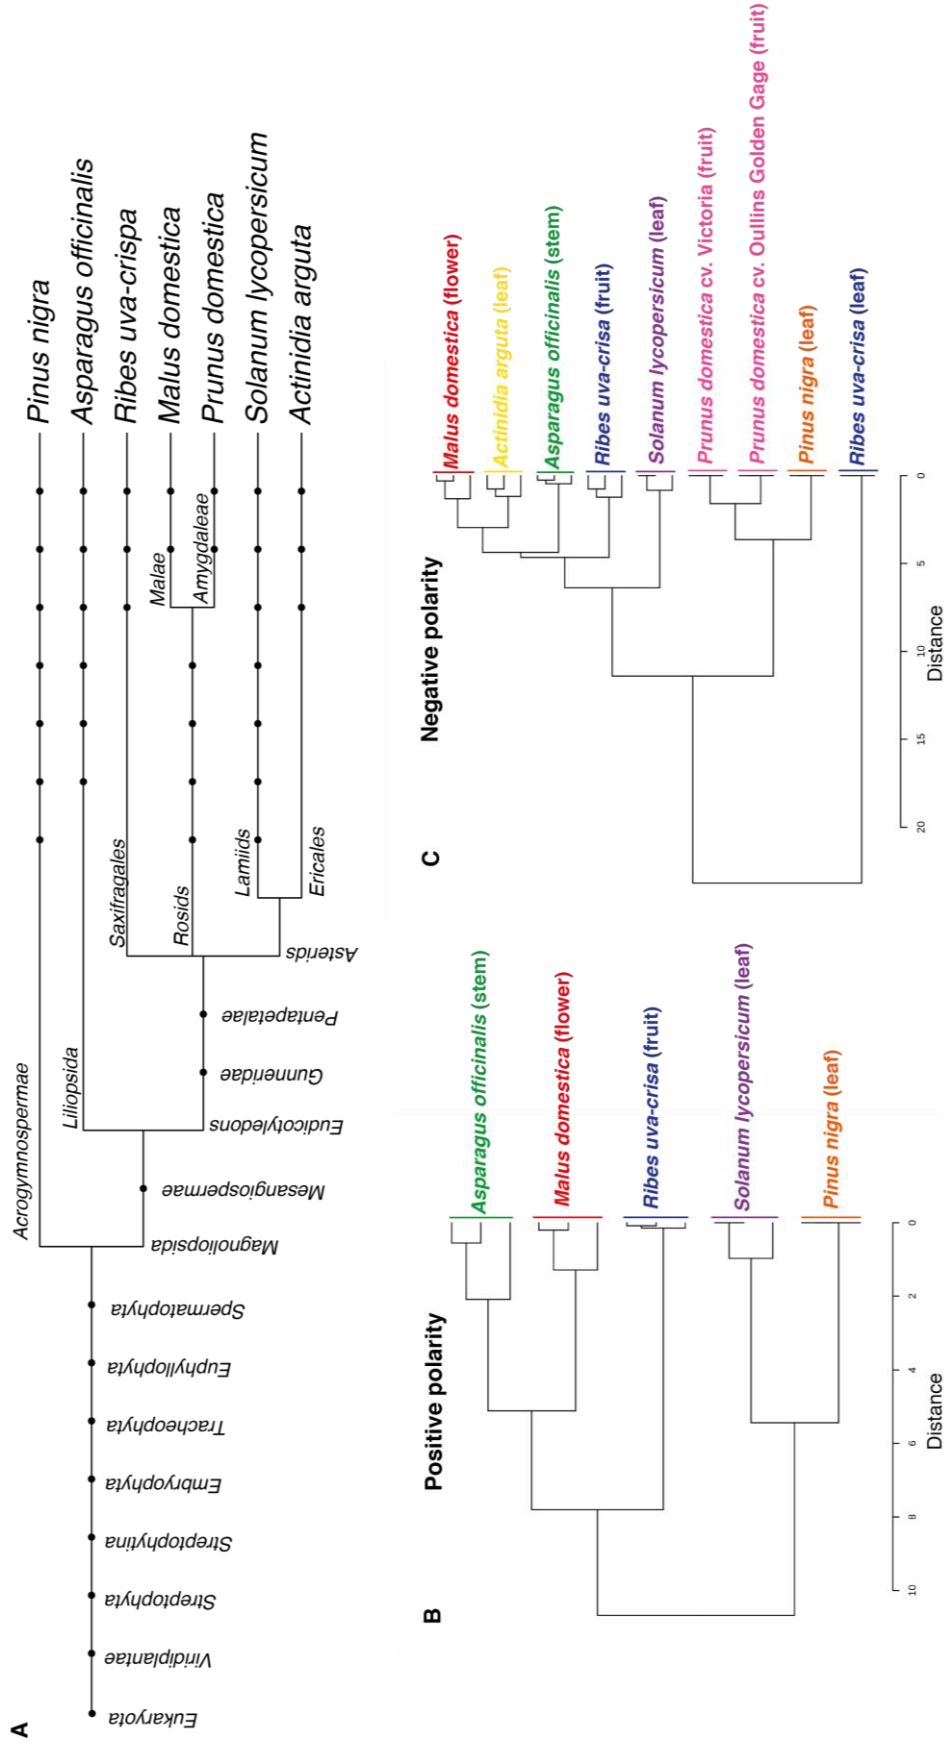 A
Eukaryota
Viridiplantae
Streptophyta
Streptophytina
Embryophyta
Tracheophyta
Euphyllophyta
Spermatophyta
Acrogymnospermae
Magnoliopsida
Mesangiospermae
Liliopsida
Eudicotyledons
Gunneridae
Pentapetalae
Saxifragales
Rosids
Asterids
Lamiids
Ericales
Malae
Amygdaleae
Pinus nigra
Asparagus officinalis
Ribes uva-crispa
Malus domestica
Prunus domestica
Solanum lycopersicum
Actinidia arguta
B
Positive polarity
Asparagus officinalis (stem)
Malus domestica (flower)
Ribes uva-crisa (fruit)
Solanum lycopersicum (leaf)
Pinus nigra (leaf)
10 8 6 4 2 0
Distance
C
Negative polarity
Malus domestica (flower)
Actinidia arguta (leaf)
Asparagus officinalis (stem)
Ribes uva-crisa (fruit)
Solanum lycopersicum (leaf)
Prunus domestica cv. Victoria (fruit)
Prunus domestica cv. Oullins Golden Gage (fruit)
Pinus nigra (leaf)
Ribes uva-crisa (leaf)
20 15 10 5 0
Distance